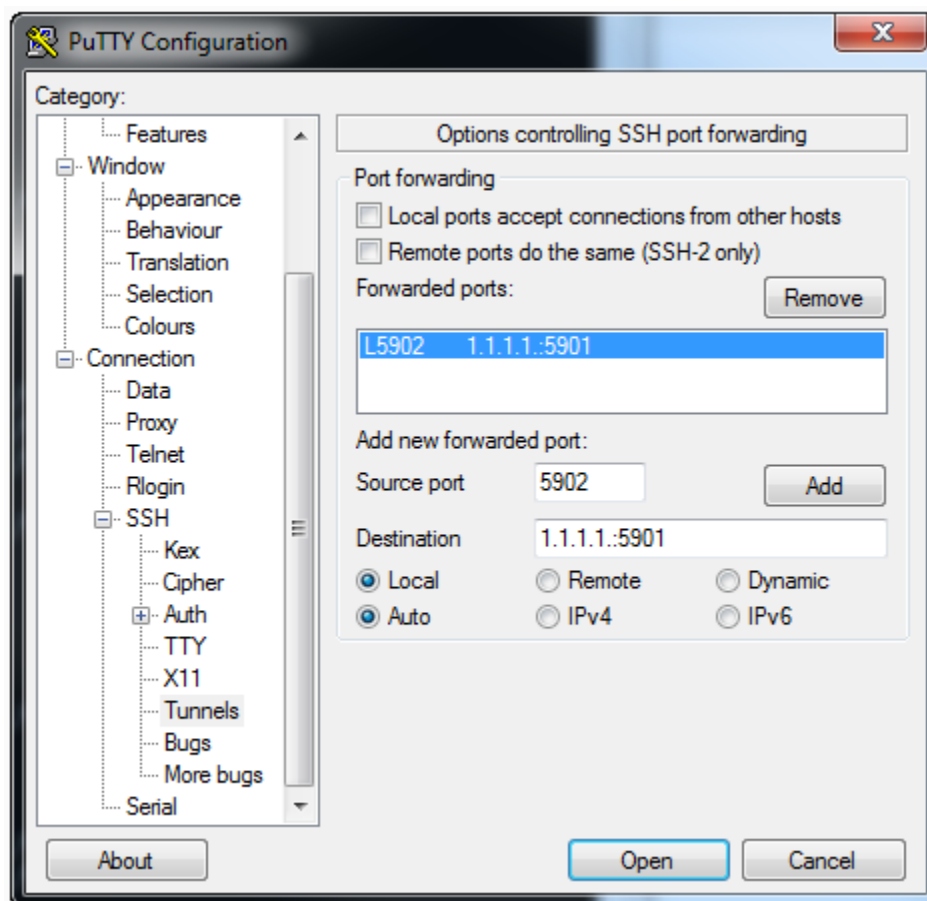 PuTTY Configuration
Category:
Features
Window
Appearance
Behaviour
Translation
Selection
Colours
Connection
Data
Proxy
Telnet
Rlogin
SSH
Kex
Cipher
Auth
TTY
X11
Tunnels
Bugs
More bugs
Serial
Options controlling SSH port forwarding
Port forwarding
Local ports accept connections from other hosts
Remote ports do the same (SSH-2 only)
Forwarded ports: Remove
L5902 1.1.1.1.:5901
Add new forwarded port:
Source port 5902 Add
Destination 1.1.1.1.:5901
Local Remote Dynamic
Auto IPv4 IPv6
About Open Cancel